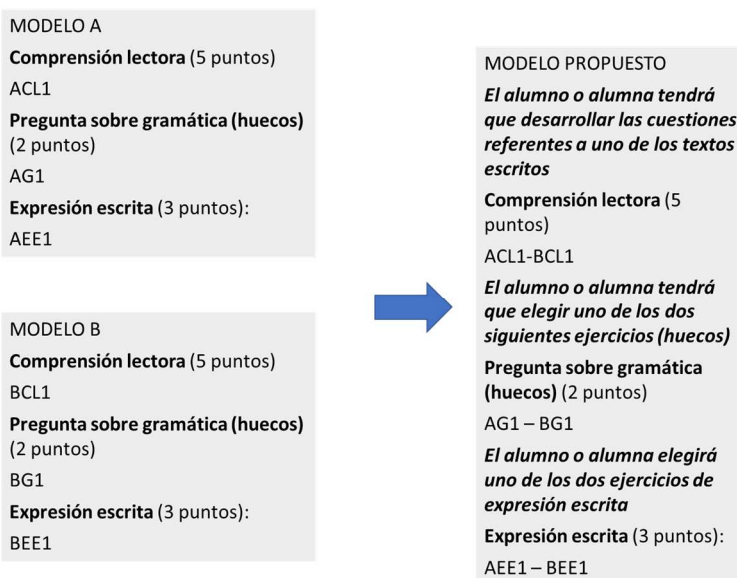 MODELO A
Comprensión lectora (5 puntos)
ACL1
Pregunta sobre gramática (huecos)
(2 puntos)
AG1
Expresión escrita (3 puntos):
AEE1
MODELO B
Comprensión lectora (5 puntos)
BCL1
Pregunta sobre gramática (huecos)
(2 puntos)
BG1
Expresión escrita (3 puntos):
BEE1
MODELO PROPUESTO
El alumno o alumna tendrá
que desarrollar las cuestiones
referentes a uno de los textos
escritos
Comprensión lectora (5
puntos)
ACL1-BCL1
El alumno o alumna tendrá
que elegir uno de los dos
siguientes ejercicios (huecos)
Pregunta sobre gramática
(huecos) (2 puntos)
AG1 – BG1
El alumno o alumna elegirá
uno de los dos ejercicios de
expresión escrita
Expresión escrita (3 puntos):
AEE1 – BEE1